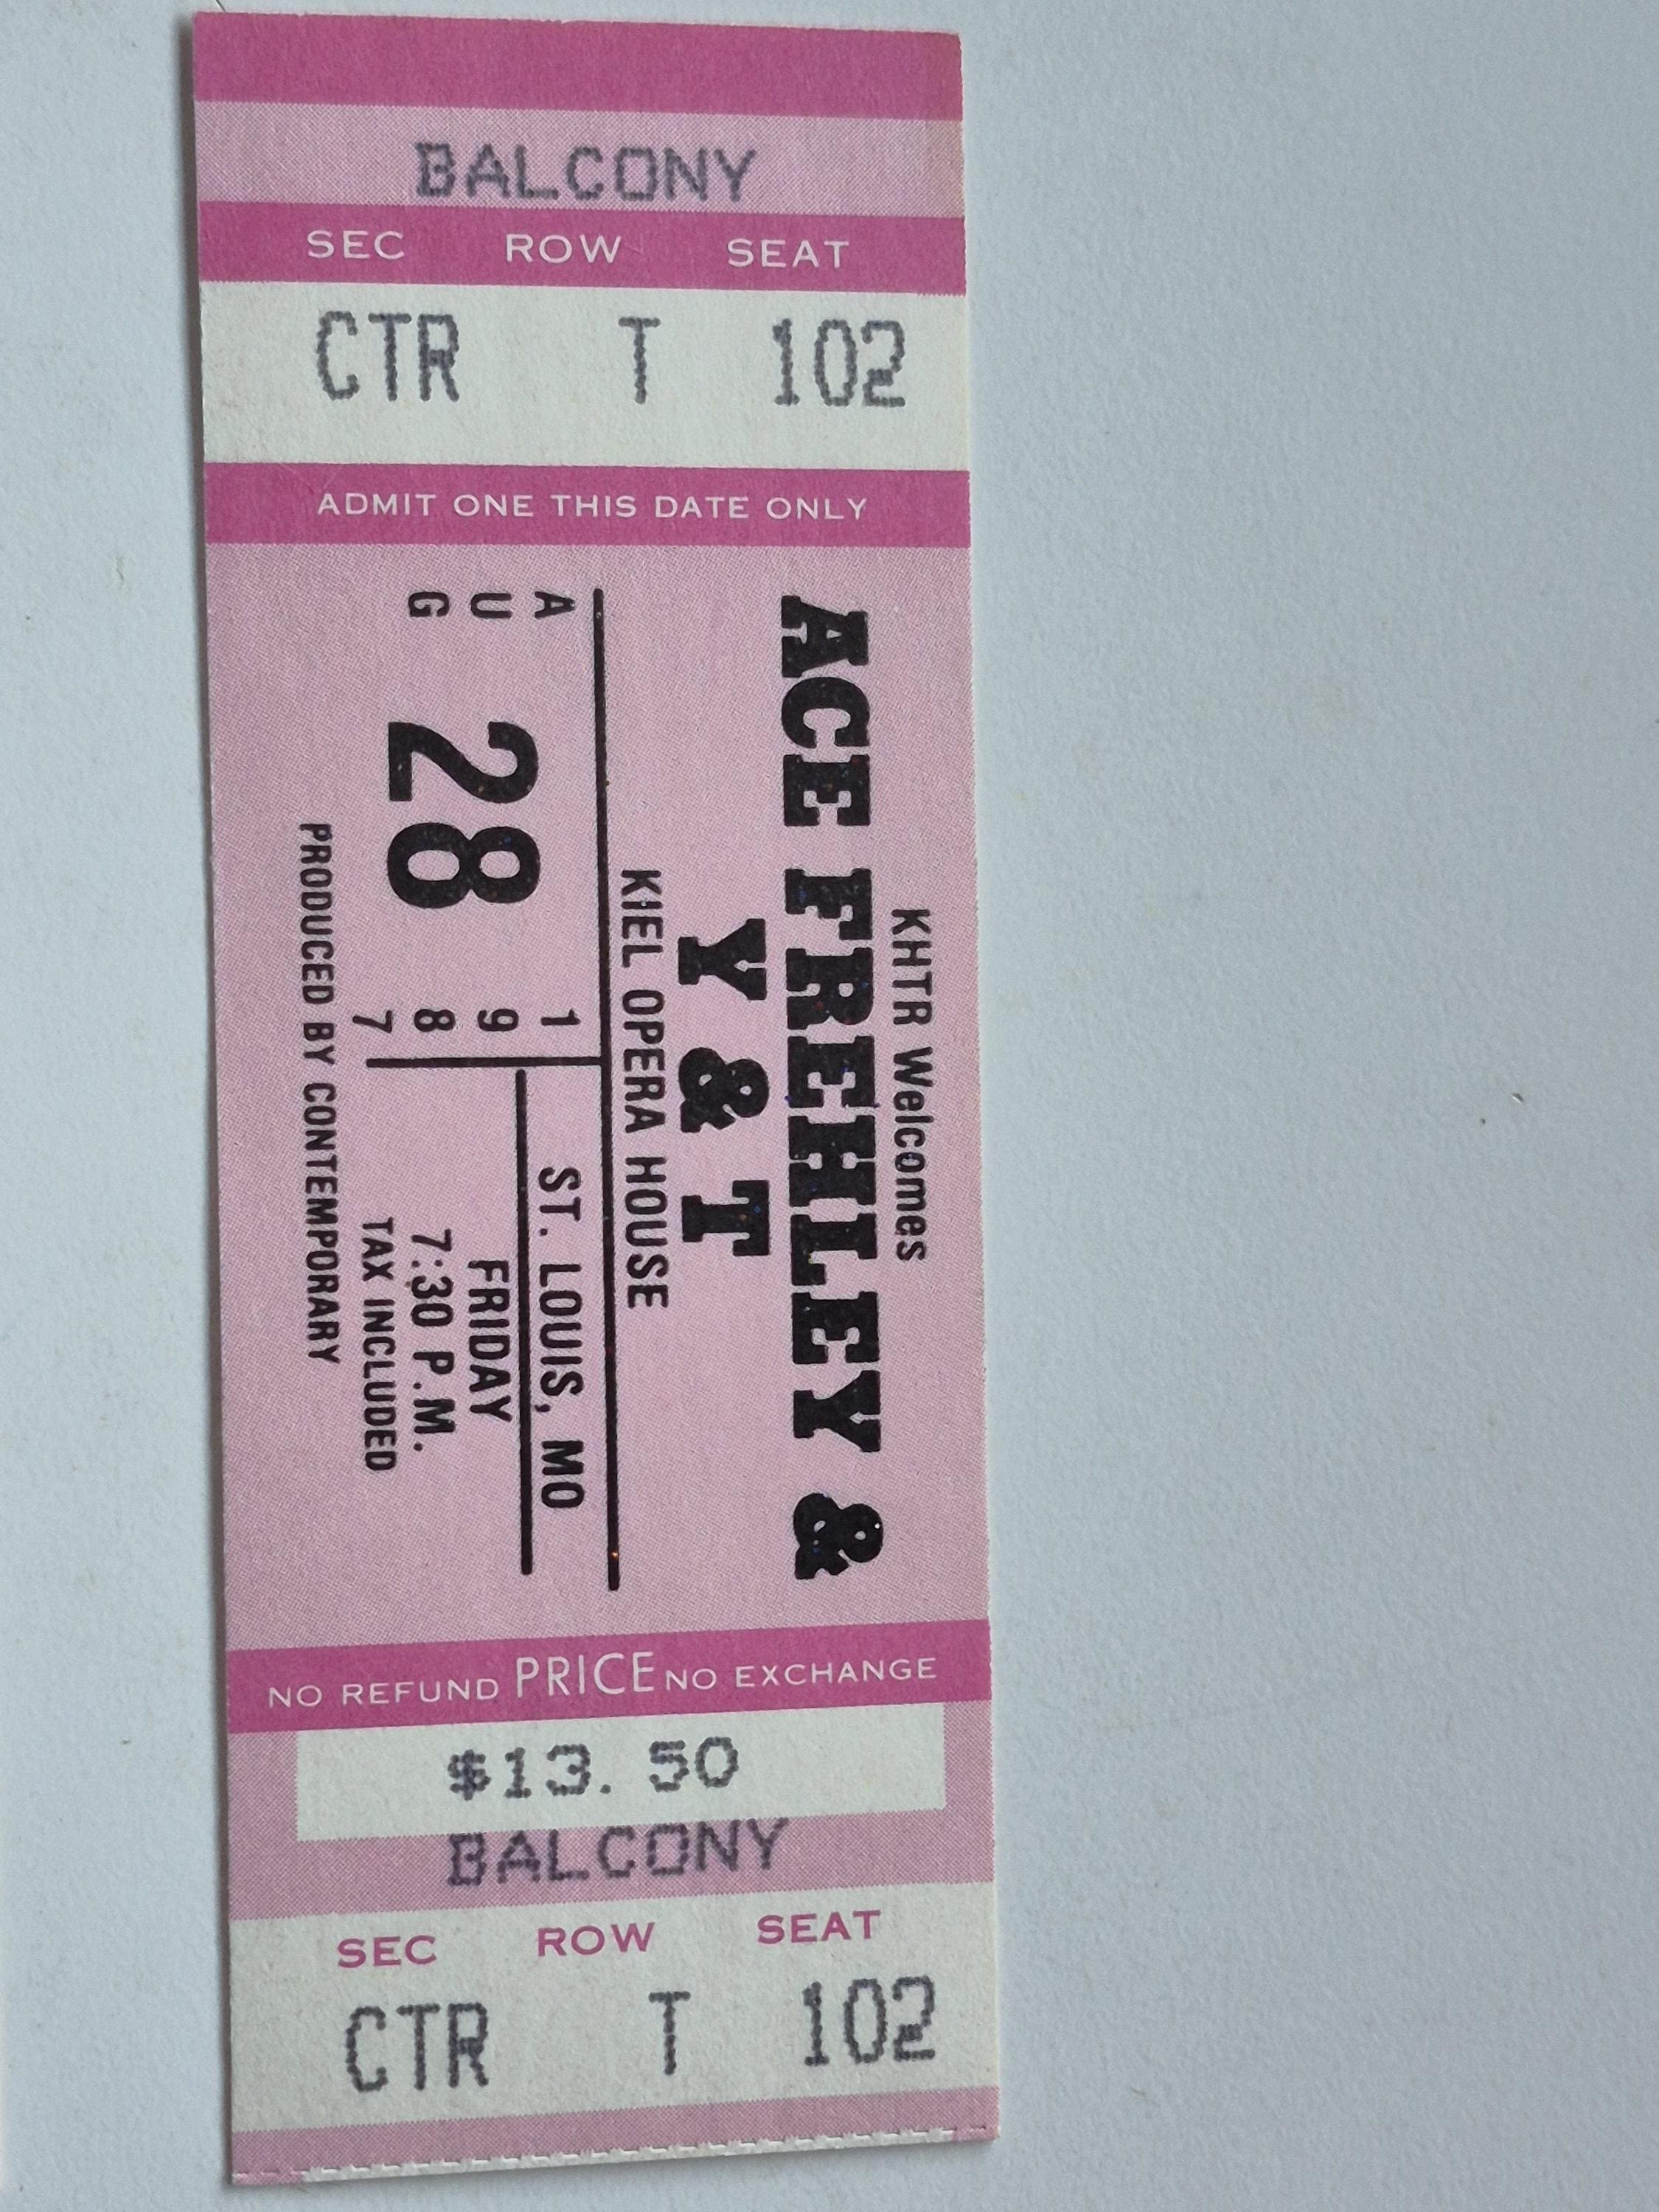 BALCONY
SEC ROW SEAT
CTR T 102
ADMIT ONE THIS DATE ONLY
KHTR Welcomes
ACE FREHLEY &
Y & T
KIEL OPERA HOUSE
AUG 28 1987
ST. LOUIS, MO
FRIDAY
7:30 P.M.
TAX INCLUDED
PRODUCED BY CONTEMPORARY
NO REFUND PRICE NO EXCHANGE
$13.50
BALCONY
SEC ROW SEAT
CTR T 102